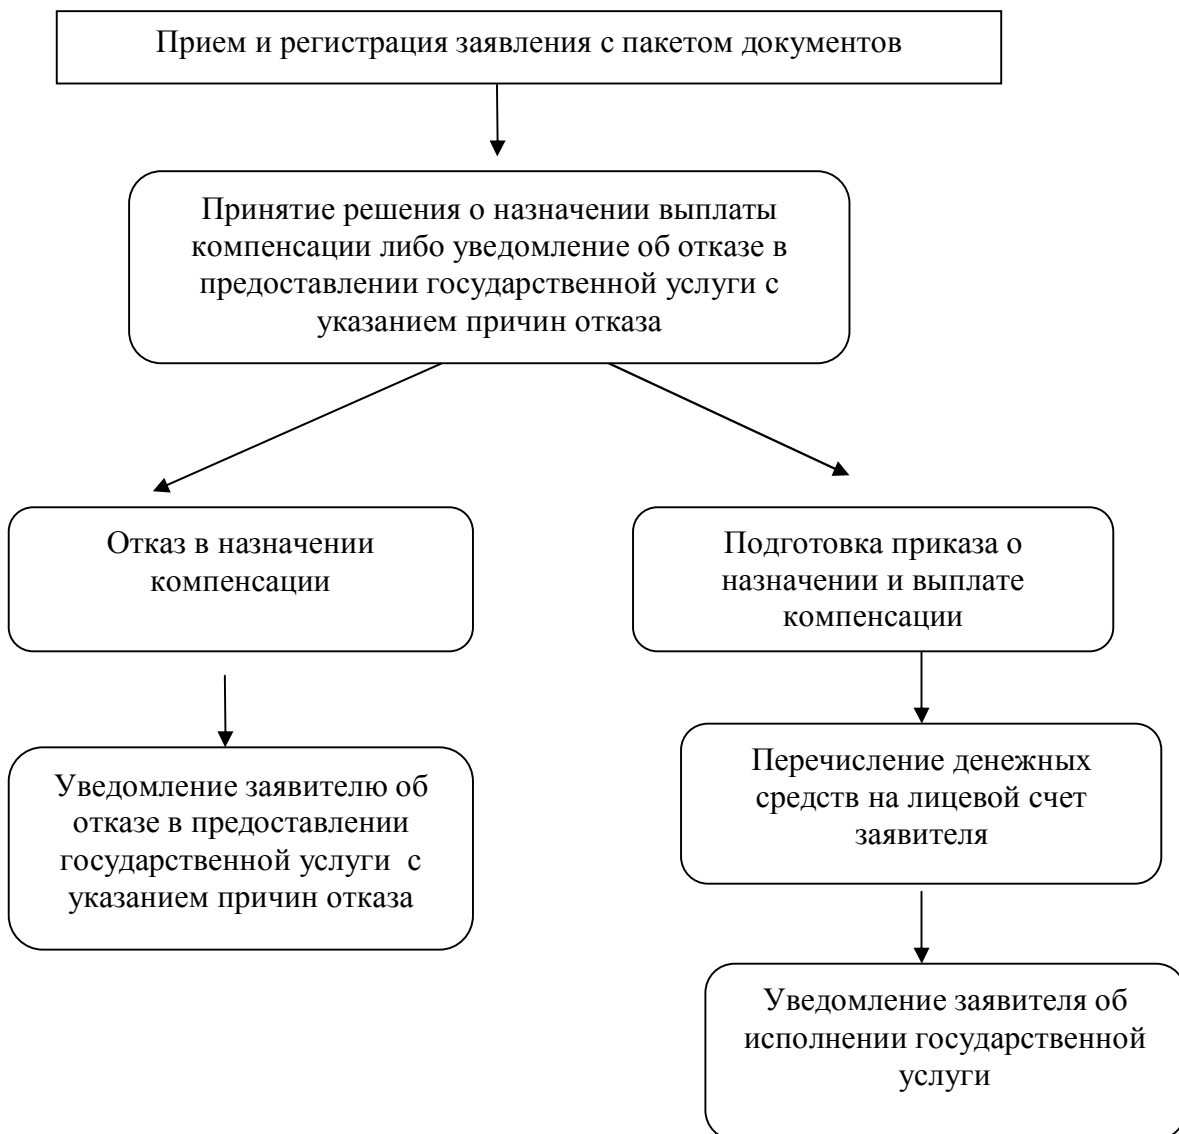 Прием и регистрация заявления с пакетом документов
Принятие решения о назначении выплаты
компенсации либо уведомление об отказе в
предоставлении государственной услуги с
указанием причин отказа
Отказ в назначении
компенсации
Подготовка приказа о
назначении и выплате
компенсации
Уведомление заявителю об
отказе в предоставлении
государственной услуги  с
указанием причин отказа
Перечисление денежных
средств на лицевой счет
заявителя
Уведомление заявителя об
исполнении государственной
услуги